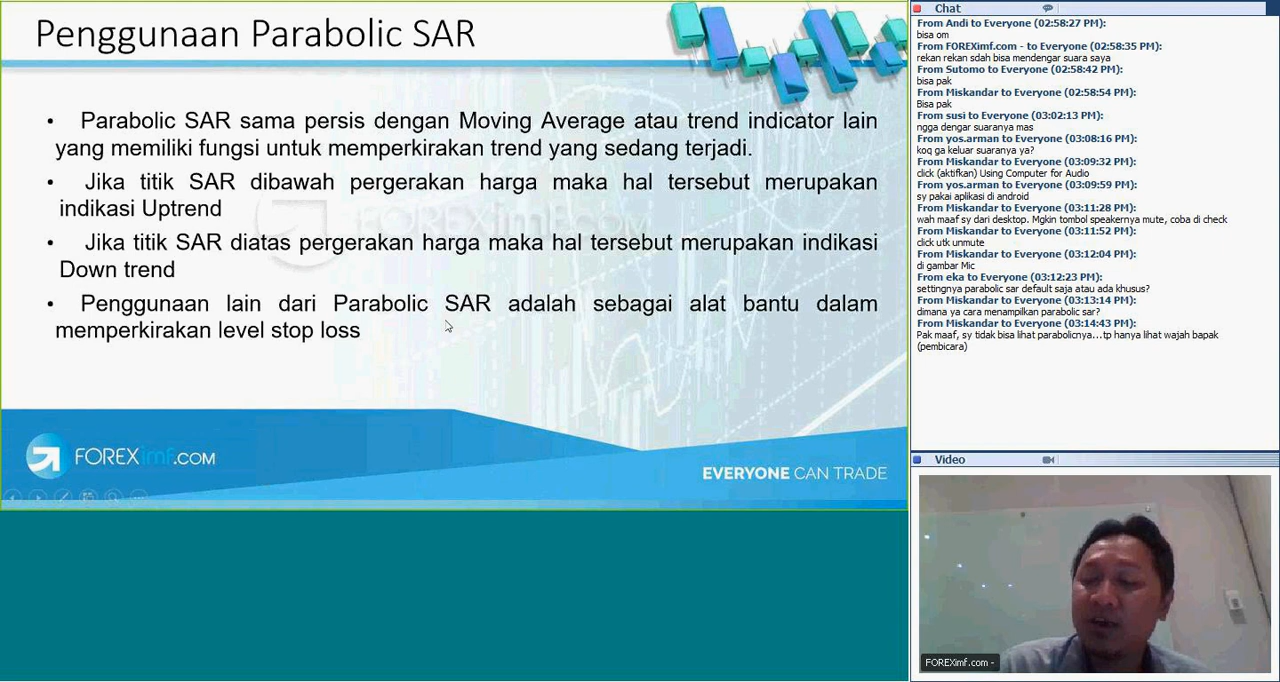 Penggunaan Parabolic SAR
• Parabolic SAR sama persis dengan Moving Average atau trend indicator lain
yang memiliki fungsi untuk memperkirakan trend yang sedang terjadi.
• Jika titik SAR dibawah pergerakan harga maka hal tersebut merupakan
indikasi Uptrend
• Jika titik SAR diatas pergerakan harga maka hal tersebut merupakan indikasi
Down trend
• Penggunaan lain dari Parabolic SAR adalah sebagai alat bantu dalam
memperkirakan level stop loss
FOREXimf.COM
FOREXimf.COM
EVERYONE CAN TRADE
Chat
From Andi to Everyone (02:58:27 PM):
bisa om
From FOREXimf.com - to Everyone (02:58:35 PM):
rekan rekan sdah bisa mendengar suara saya
From Sutomo to Everyone (02:58:42 PM):
bisa pak
From Miskandar to Everyone (02:58:54 PM):
Bisa pak
From susi to Everyone (03:02:13 PM):
ngga dengar suaranya mas
From yos.arman to Everyone (03:08:16 PM):
koq ga keluar suaranya ya?
From Miskandar to Everyone (03:09:32 PM):
click (aktifkan) Using Computer for Audio
From yos.arman to Everyone (03:09:59 PM):
sy pakai aplikasi di android
From Miskandar to Everyone (03:11:28 PM):
wah maaf sy dari desktop. Mgkin tombol speakernya mute, coba di check
From Miskandar to Everyone (03:11:52 PM):
click utk unmute
From Miskandar to Everyone (03:12:04 PM):
di gambar Mic
From eka to Everyone (03:12:23 PM):
settingnya parabolic sar default saja atau ada khusus?
From Miskandar to Everyone (03:13:14 PM):
dimana ya cara menampilkan parabolic sar?
From Miskandar to Everyone (03:14:43 PM):
Pak maaf, sy tidak bisa lihat parabolicnya...tp hanya lihat wajah bapak
(pembicara)
Video
FOREXimf.com -